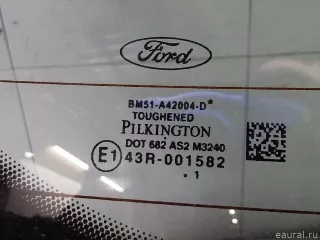 Ford
BM51-A42004-D*
TOUGHENED
PILKINGTON
DOT 682 AS2 M3240
E1 43R-001582
. 1
eaural.ru